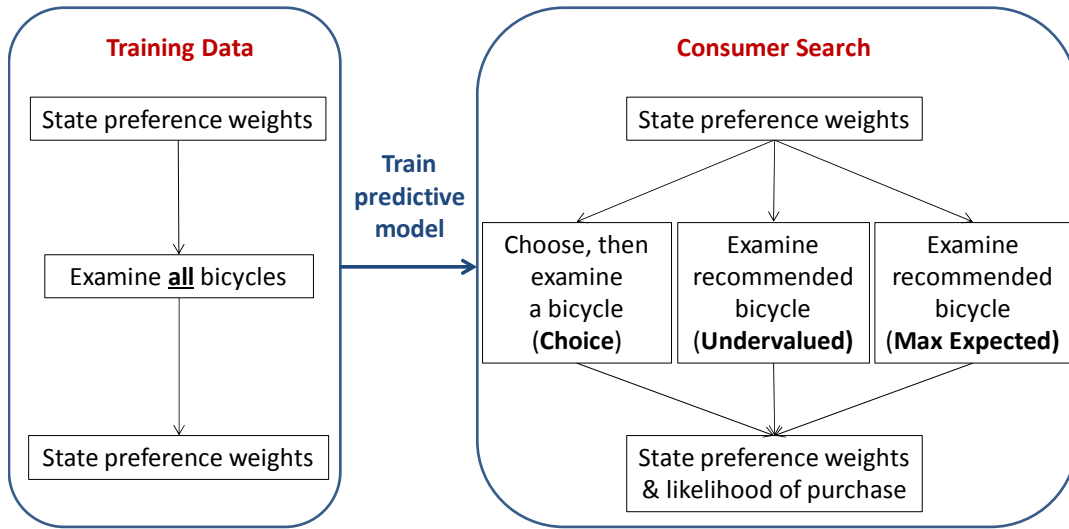 Training Data
State preference weights
Examine all bicycles
State preference weights
Train
predictive
model
Consumer Search
State preference weights
Choose, then
examine
a bicycle
(Choice)
Examine
recommended
bicycle
(Undervalued)
Examine
recommended
bicycle
(Max Expected)
State preference weights
& likelihood of purchase